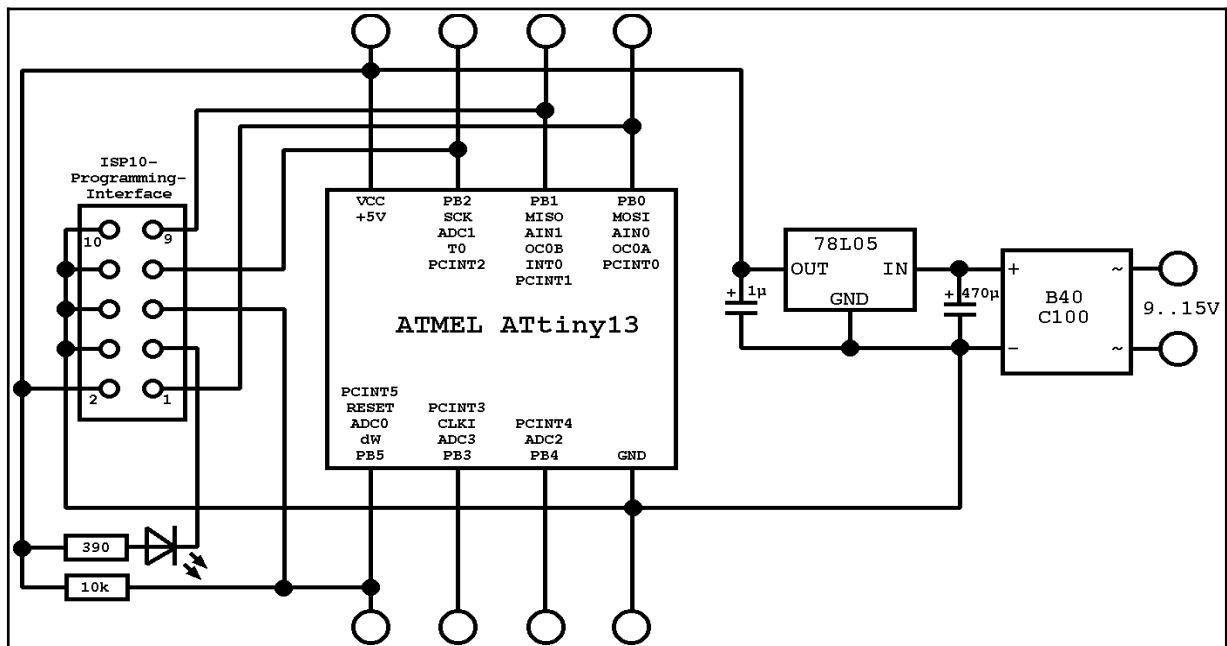 ISP10-
Programming-
Interface
10
9
2
1
VCC
+5V
PB2
SCK
ADC1
T0
PCINT2
PB1
MISO
AIN1
OC0B
INT0
PCINT1
PB0
MOSI
AIN0
OC0A
PCINT0
ATMEL ATtiny13
PCINT5
RESET
ADC0
dW
PB5
PCINT3
CLKI
ADC3
PB3
PCINT4
ADC2
PB4
GND
390
10k
+ 1µ
78L05
OUT IN
GND
+ 470µ
+ ~
B40
C100
− ~
9..15V